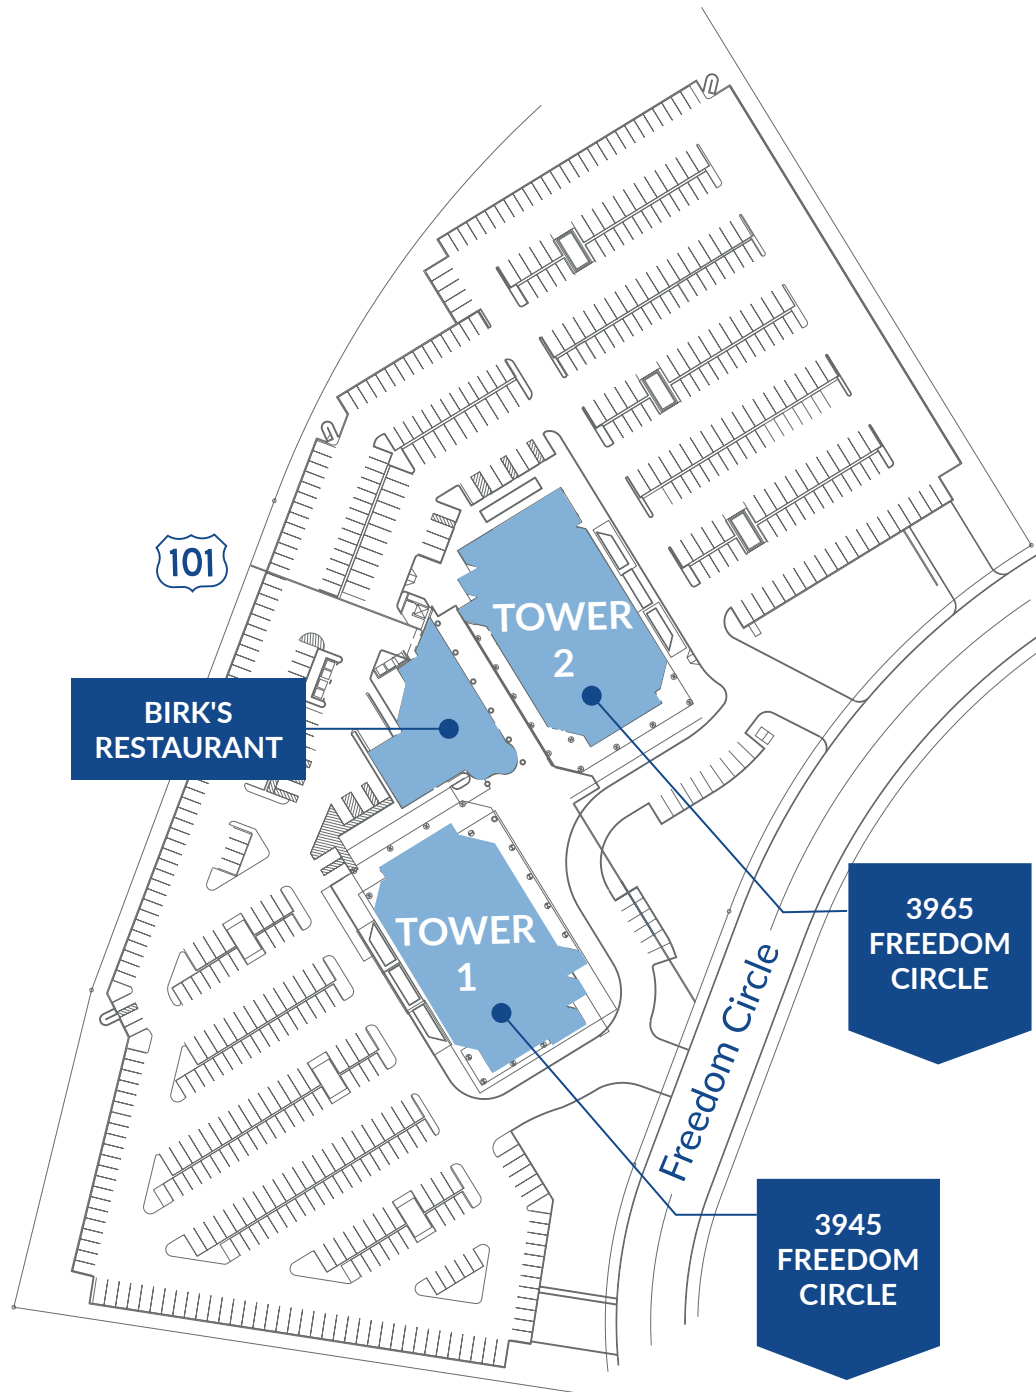 TOWER
2
101
BIRK'S
RESTAURANT
TOWER
1
3965
FREEDOM
CIRCLE
Freedom Circle
3945
FREEDOM
CIRCLE